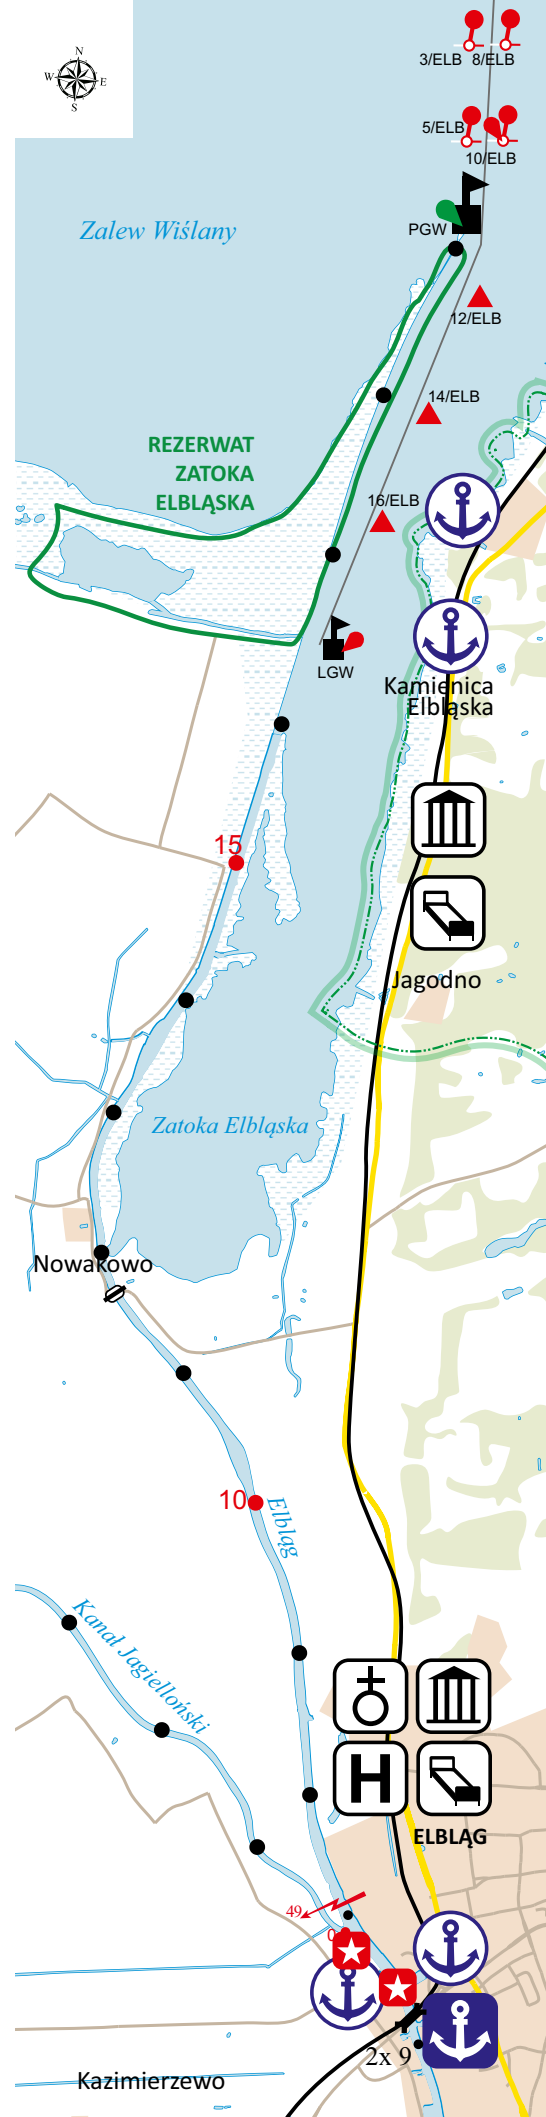 N
W E
S
3/ELB 8/ELB
5/ELB
10/ELB
Zalew Wiślany
PGW
12/ELB
14/ELB
REZERWAT
ZATOKA
ELBLĄSKA
16/ELB
LGW
Kamienica
Elbląska
15
Jagodno
Zatoka Elbląska
Nowakowo
10
Elbląg
Kanał Jagielloński
H
ELBLĄG
49
0
2x 9
Kazimierzewo